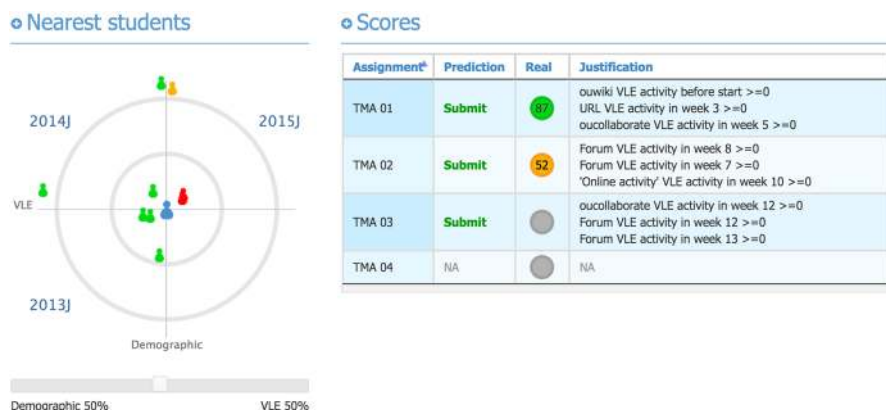 Nearest students
2014J
2015J
VLE
2013J
Demographic
Demographic 50% VLE 50%
Scores
Assignment Prediction Real Justification
TMA 01 Submit 87 ouwiki VLE activity before start >=0
URL VLE activity in week 3 >=0
oucollaborate VLE activity in week 5 >=0
TMA 02 Submit 52 Forum VLE activity in week 8 >=0
Forum VLE activity in week 7 >=0
'Online activity' VLE activity in week 10 >=0
TMA 03 Submit oucollaborate VLE activity in week 12 >=0
Forum VLE activity in week 12 >=0
Forum VLE activity in week 13 >=0
TMA 04 NA NA